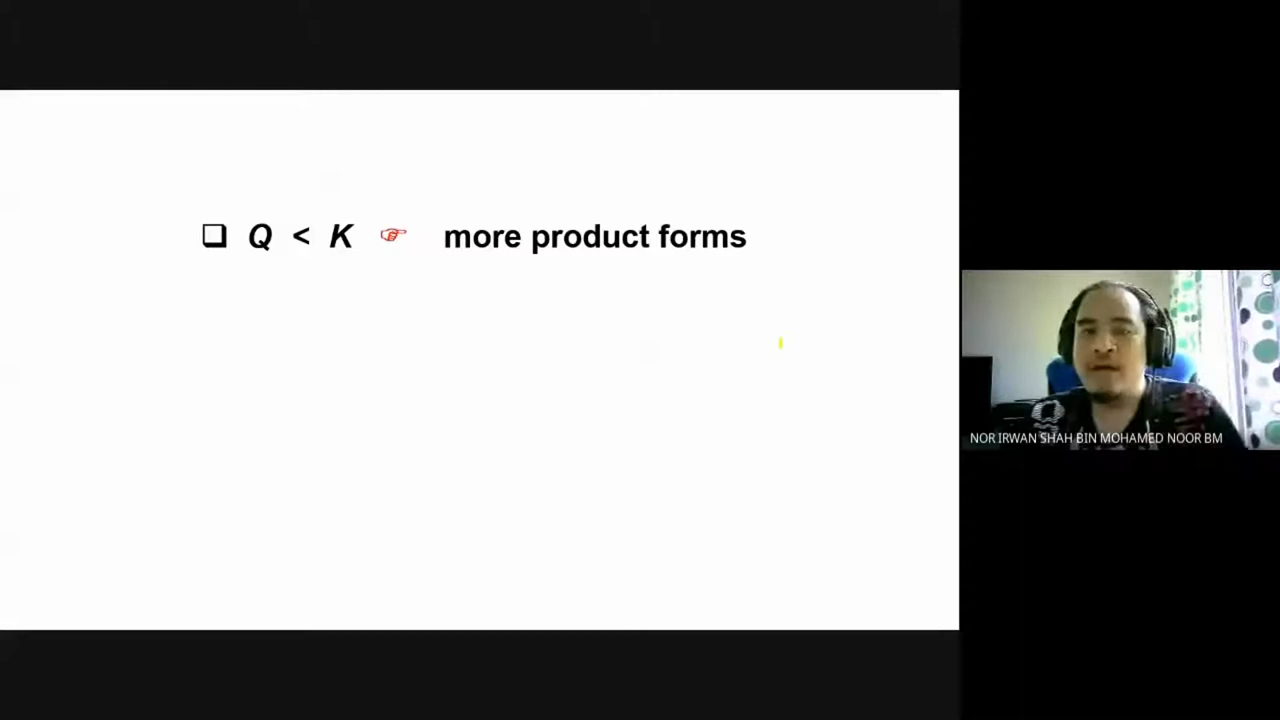 ❑ Q < K ☞ more product forms
NOR IRWAN SHAH BIN MOHAMED NOOR BM